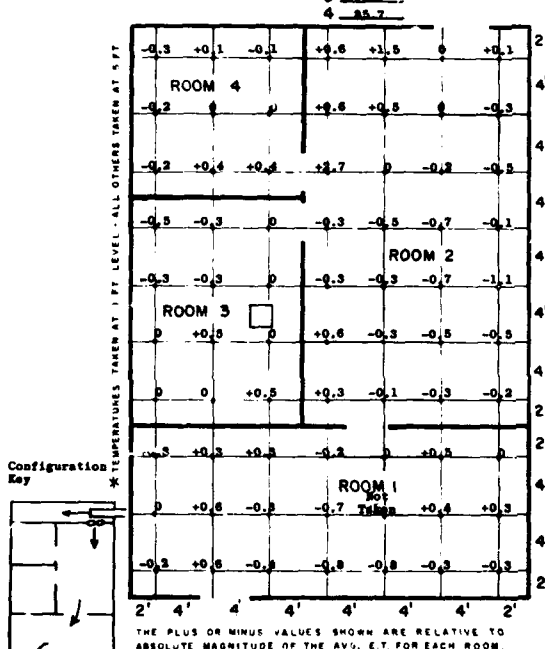 4 85.7
-0.3 +0.1 -0.1 +0.6 +1.5 0 +0.1 2
ROOM 4
-0.2 0 0 +0.6 +0.5 0 -0.3 4
-0.2 +0.4 +0.4 +2.7 0 -0.2 -0.5 4
-0.5 -0.3 0 -0.5 -0.7 -0.1 4
ROOM 2
-0.3 -0.3 0 -0.3 -0.3 -0.7 -1.1 4
ROOM 3
0 +0.5 0 +0.6 -0.3 -0.3 4
0 0 +0.5 +0.3 -0.1 -0.3 -0.2 2
+0.3 +0.5 0 +0.5 0 2
ROOM 1
Not
Taken
0 +0.6 -0.3 -0.7 +0.4 +0.3 4
-0.2 +0.6 -0.8 -0.3 -0.3 4
2
2' 4' 4' 4' 4' 4' 2'
* TEMPERATURES TAKEN AT 1 FT LEVEL - ALL OTHERS TAKEN AT 5 FT
Configuration
Key
THE PLUS OR MINUS VALUES SHOWN ARE RELATIVE TO
ABSOLUTE MAGNITUDE OF THE AVG. E.T. FOR EACH ROOM.